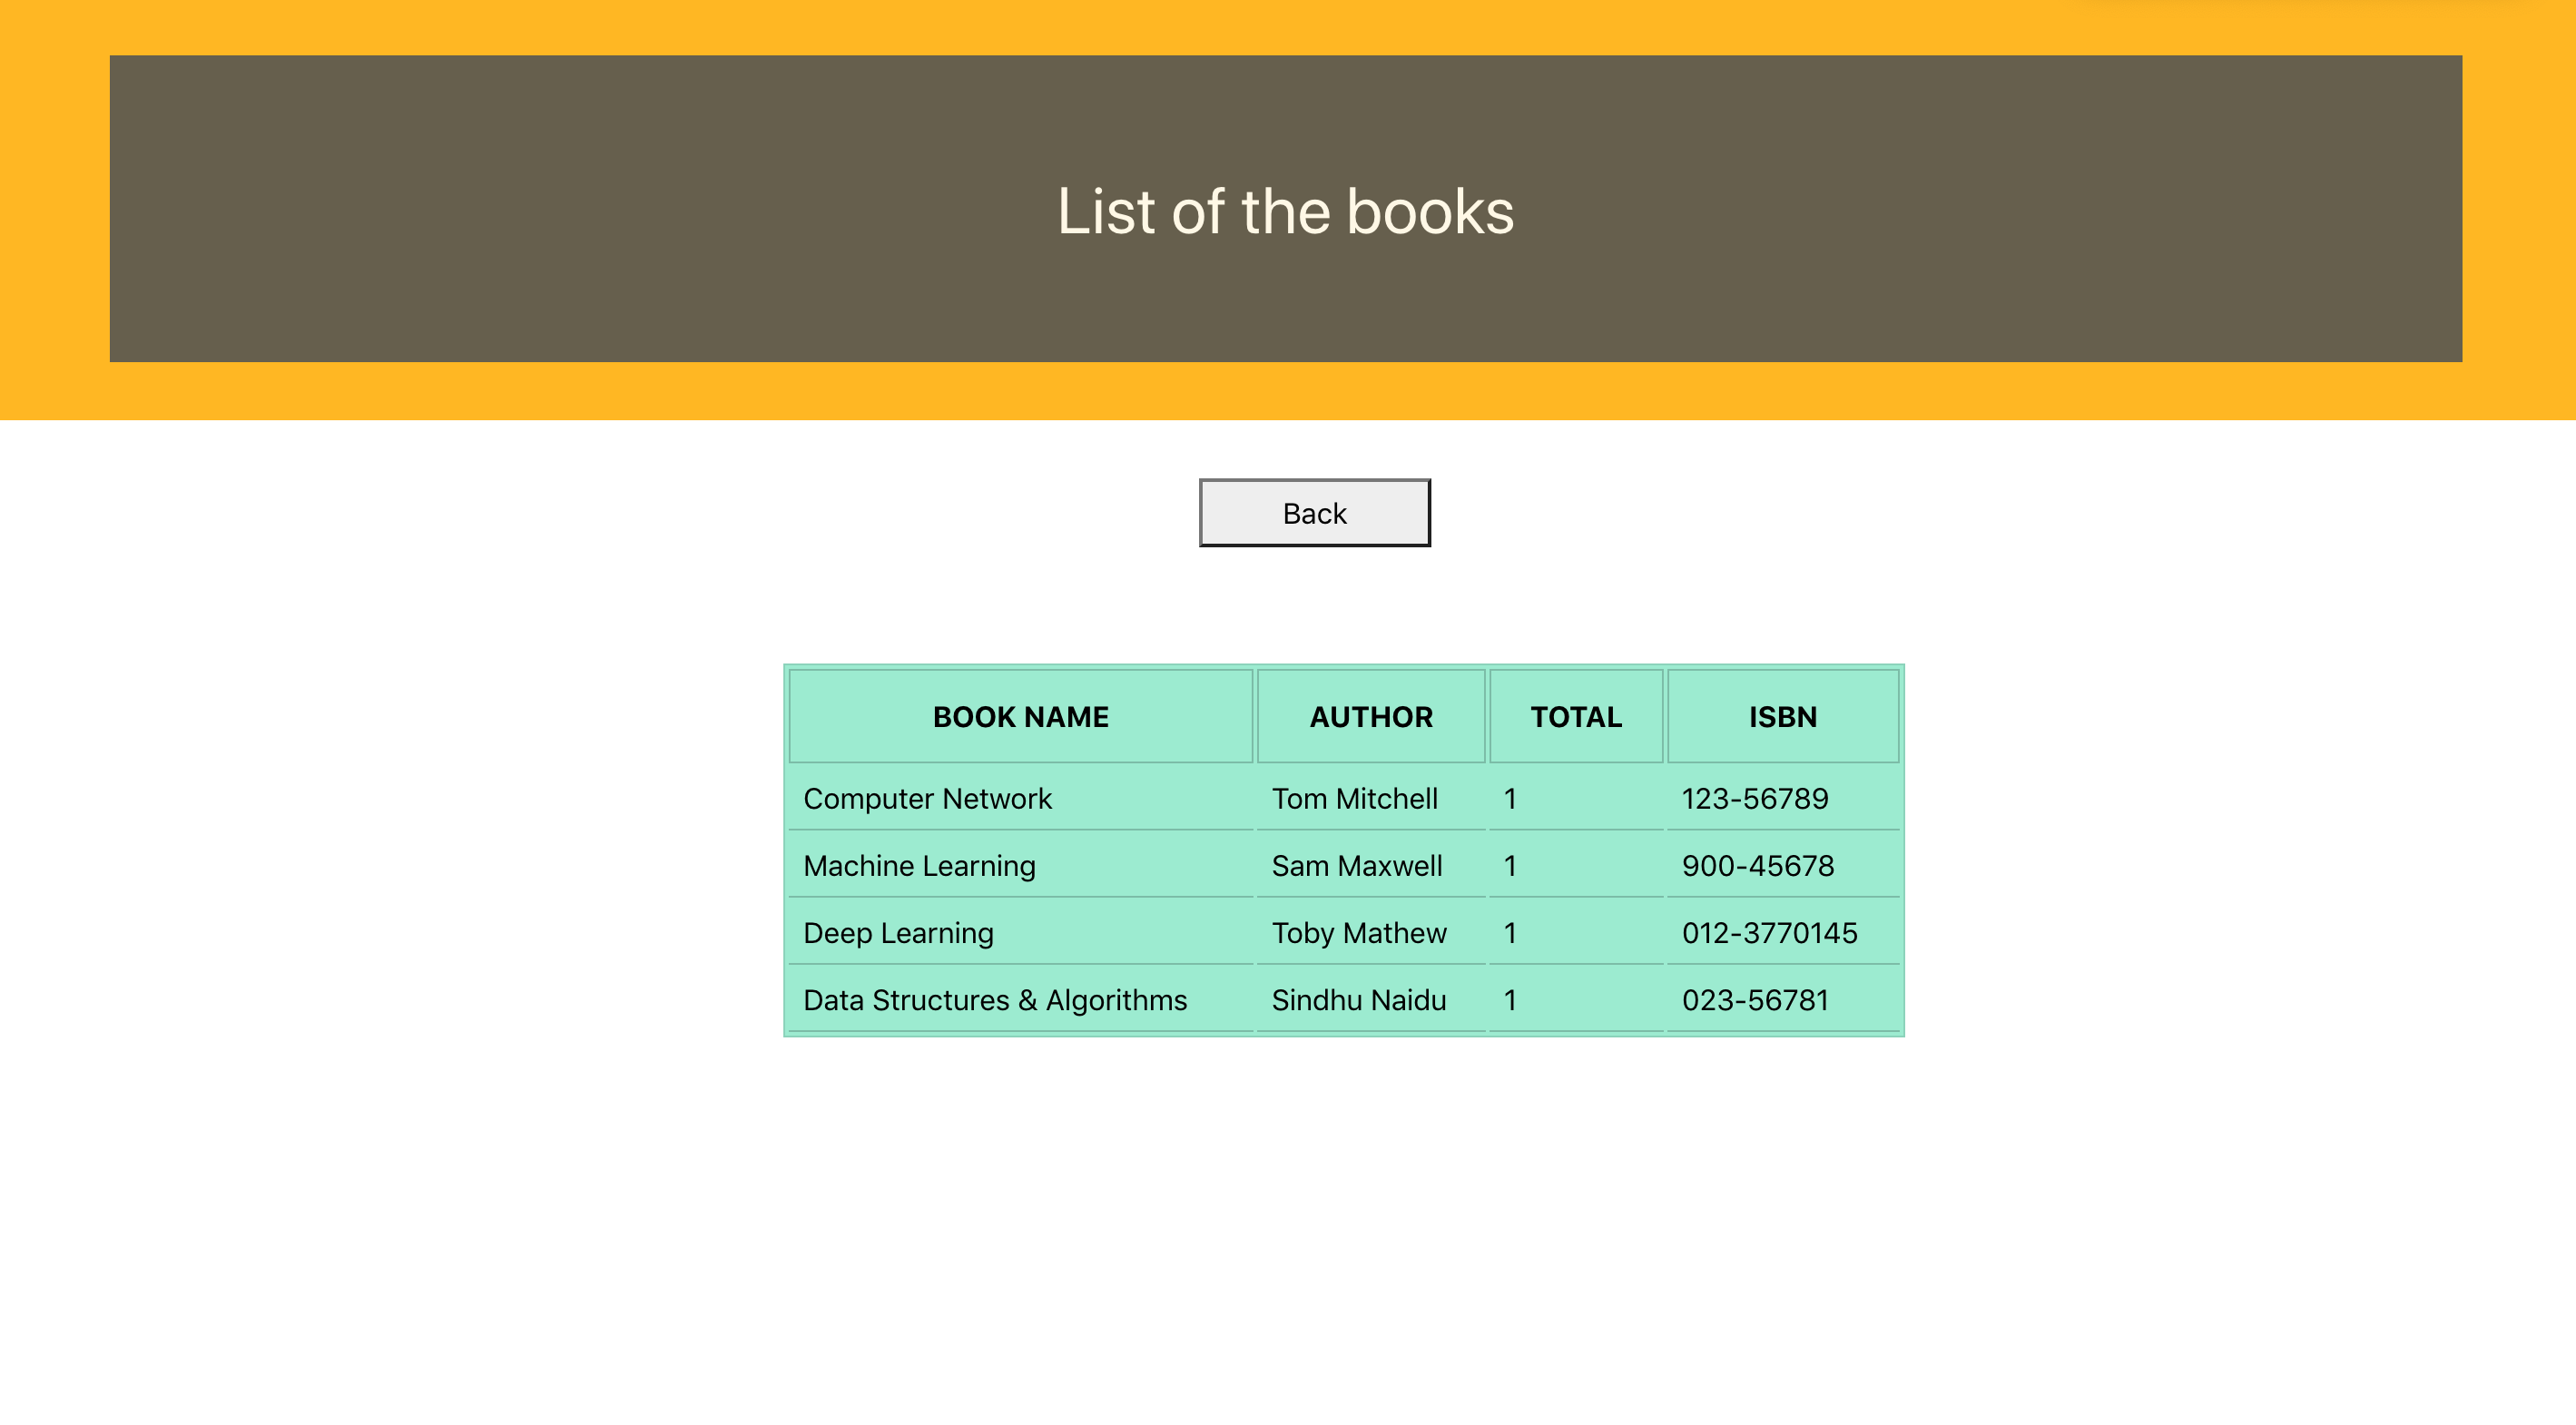 List of the books
Back
BOOK NAME AUTHOR TOTAL ISBN
Computer Network Tom Mitchell 1 123-56789
Machine Learning Sam Maxwell 1 900-45678
Deep Learning Toby Mathew 1 012-3770145
Data Structures & Algorithms Sindhu Naidu 1 023-56781